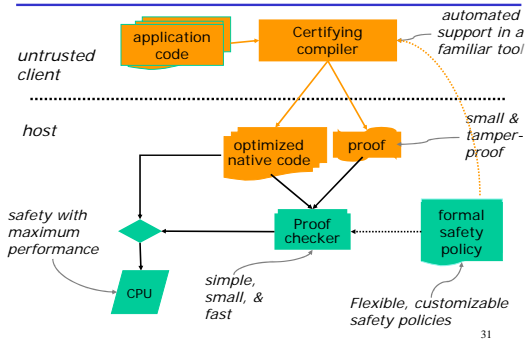 application
code
Certifying
compiler
automated
support in a
familiar tool
untrusted
client
host
optimized
native code
proof
small &
tamper-
proof
safety with
maximum
performance
Proof
checker
formal
safety
policy
CPU
simple,
small, &
fast
Flexible, customizable
safety policies
31